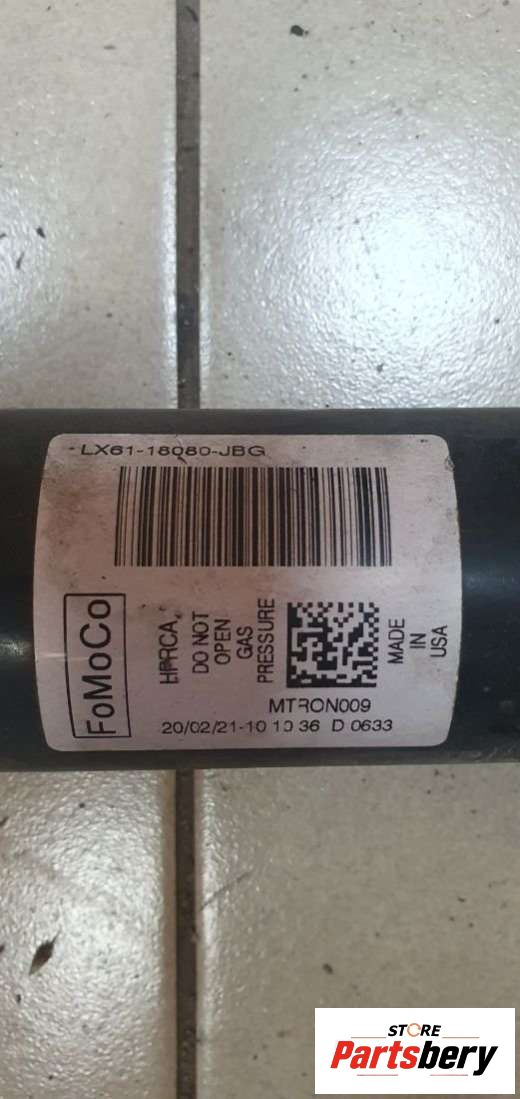 LX61-18080-JBG
FoMoCo
HPRCA
DO NOT
OPEN
GAS
PRESSURE
MADE
IN
USA
MTRON009
20/02/21-10 10 36 D 0633
STORE
Partsbery